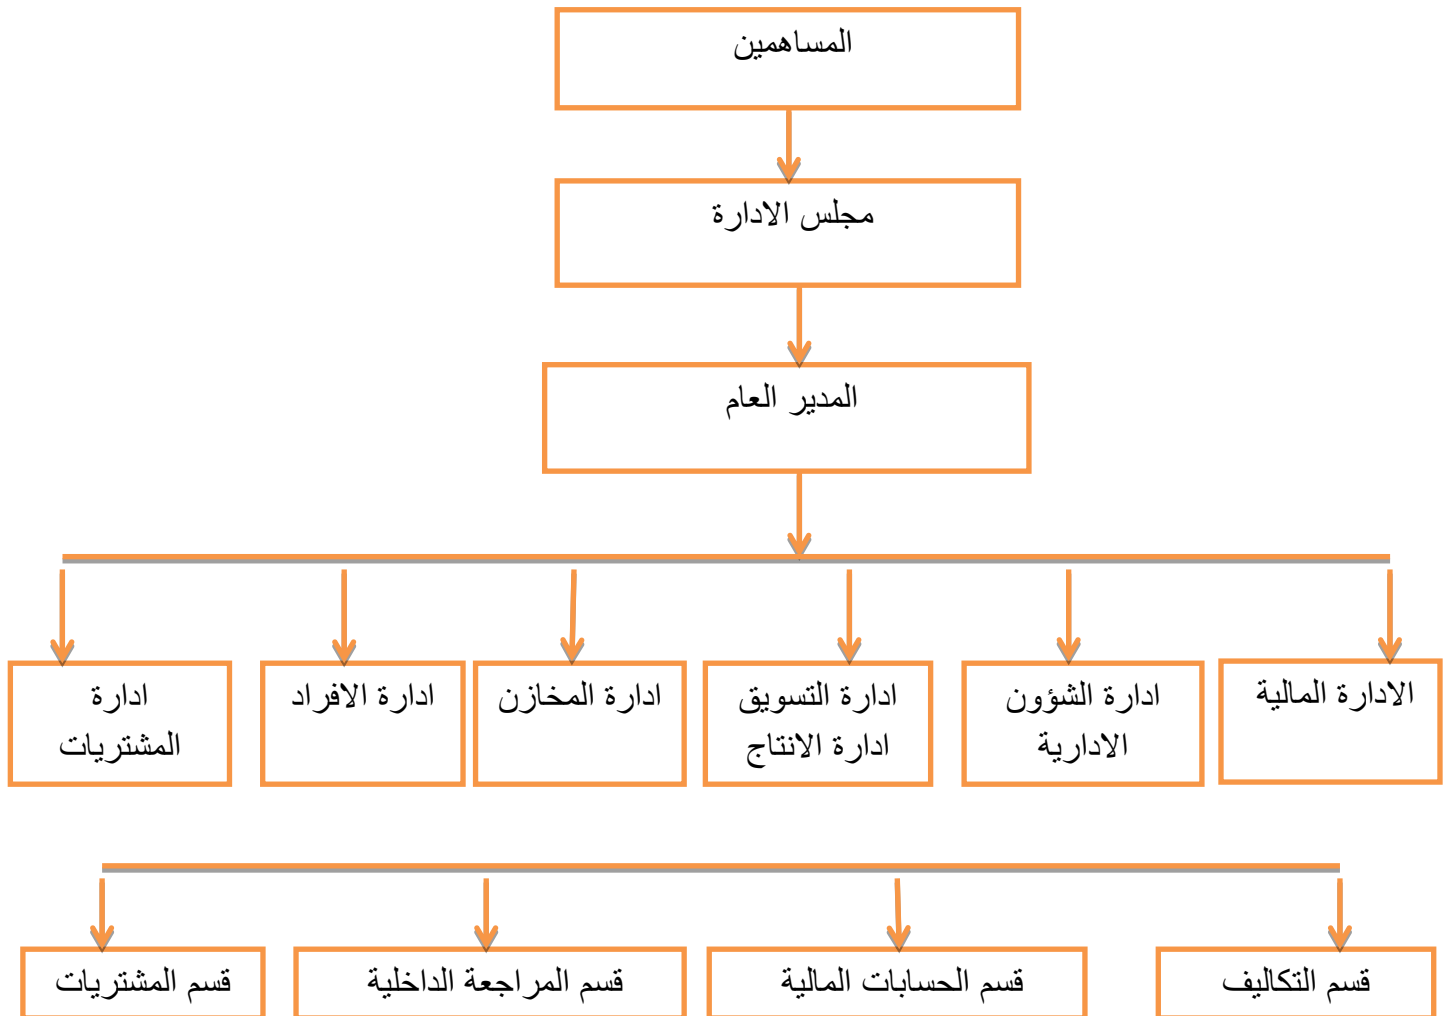 المساهمين
مجلس الادارة
المدير العام
الادارة المالية
ادارة الشؤون
الادارية
ادارة التسويق
ادارة الانتاج
ادارة المخازن
ادارة الافراد
ادارة
المشتريات
قسم التكاليف
قسم الحسابات المالية
قسم المراجعة الداخلية
قسم المشتريات